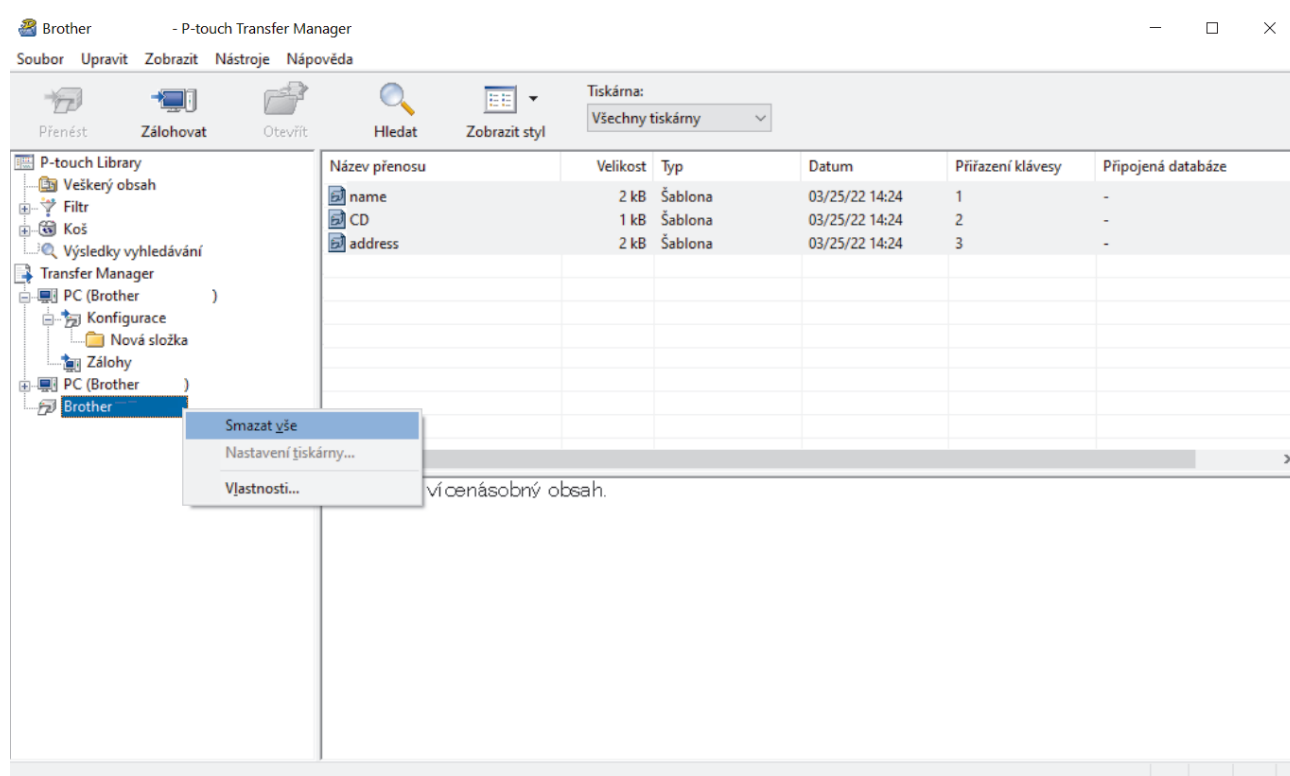 Brother - P-touch Transfer Manager
Soubor Upravit Zobrazit Nástroje Nápověda
Přenést Zálohovat Otevřít Hledat Zobrazit styl
Tiskárna:
Všechny tiskárny
P-touch Library
Veškerý obsah
Filtr
Koš
Výsledky vyhledávání
Transfer Manager
PC (Brother )
Konfigurace
Nová složka
Zálohy
PC (Brother )
Brother
Smazat vše
Nastavení tiskárny...
Vlastnosti...
Název přenosu Velikost Typ Datum Přiřazení klávesy Připojená databáze
name 2 kB Šablona 03/25/22 14:24 1 -
CD 1 kB Šablona 03/25/22 14:24 2 -
address 2 kB Šablona 03/25/22 14:24 3 -
vícenásobný obsah.